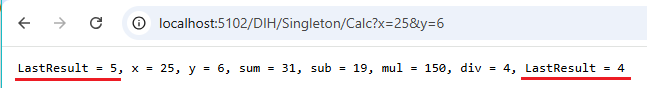 localhost:5102/DIH/Singleton/Calc?x=25&y=6
LastResult = 5, x = 25, y = 6, sum = 31, sub = 19, mul = 150, div = 4, LastResult = 4